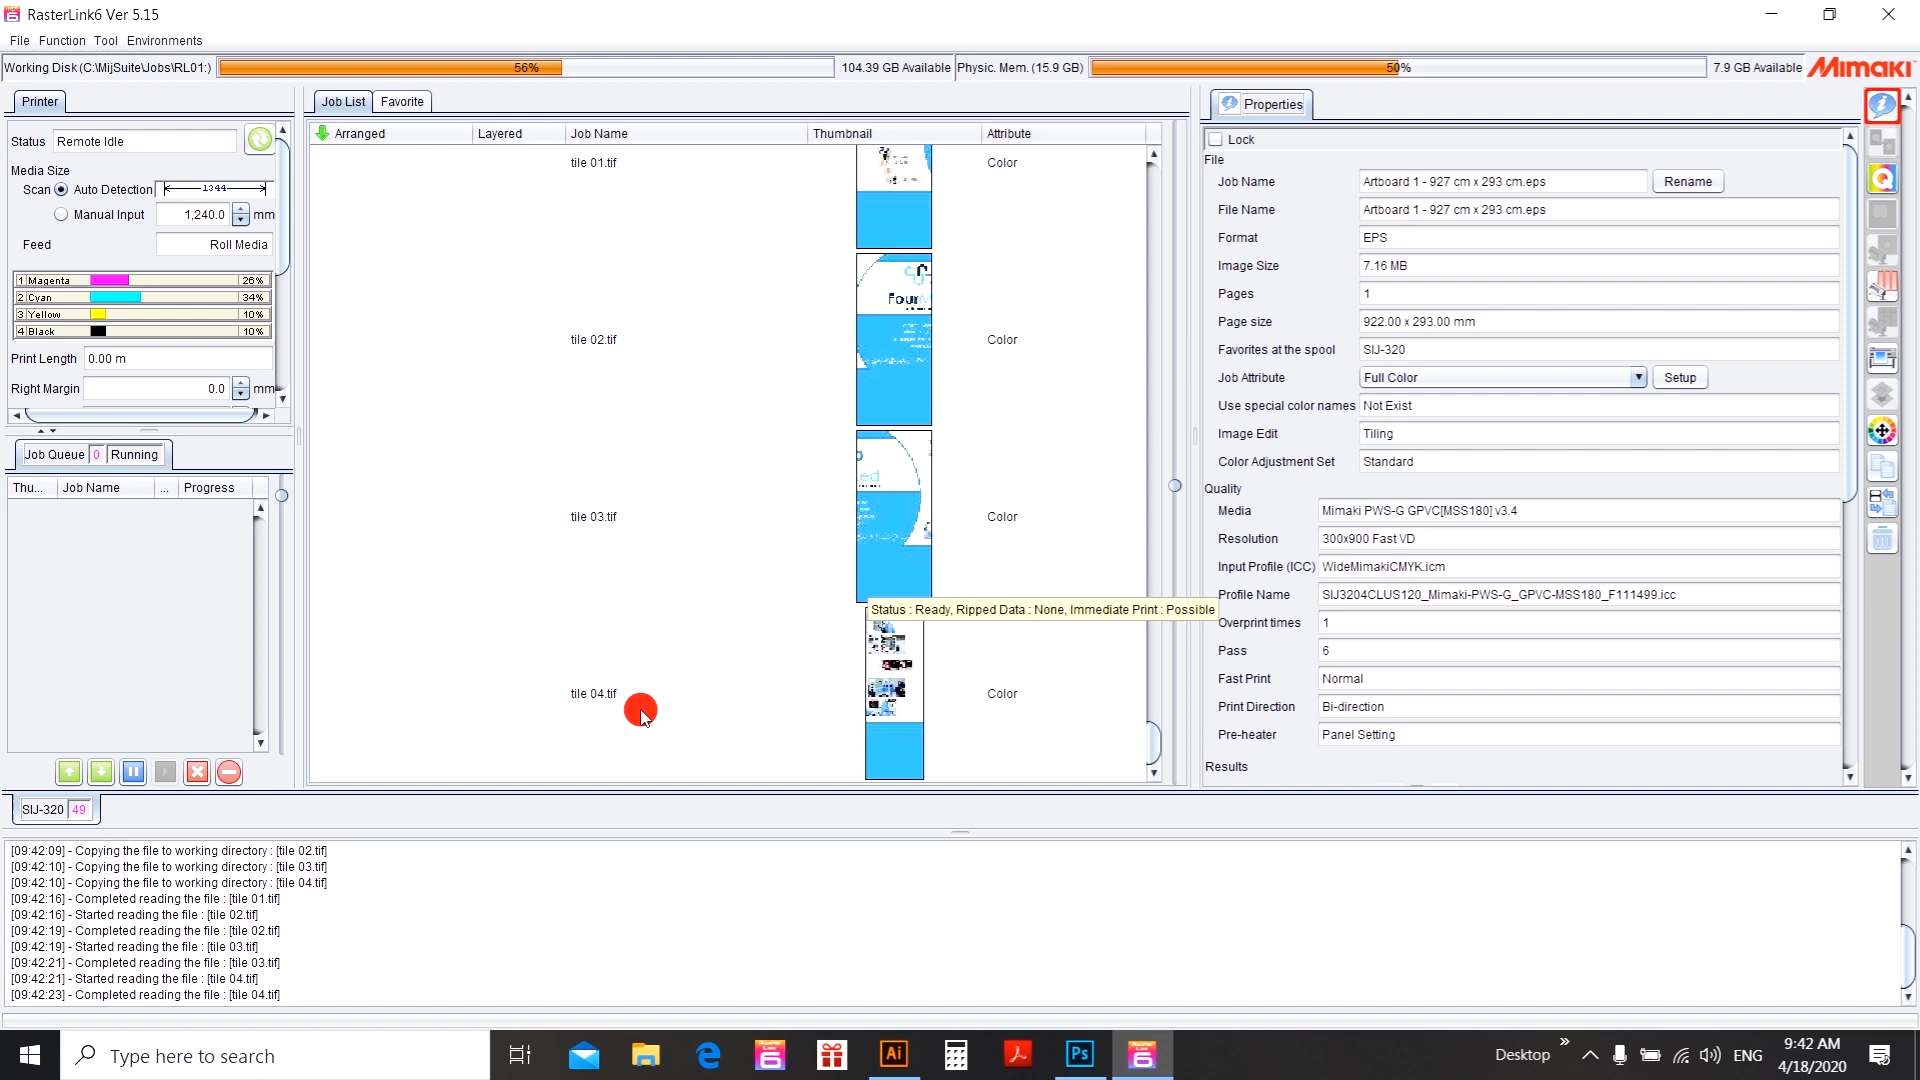 RasterLink6 Ver 5.15
File Function Tool Environments
Working Disk (C:\MijSuite\Jobs\RL01:) 56% 104.39 GB Available Physic. Mem. (15.9 GB) 50% 7.9 GB Available Mimaki
Printer
Status Remote Idle
Media Size
Scan Auto Detection 1344
Manual Input 1,240.0 mm
Feed Roll Media
1 Magenta 26%
2 Cyan 34%
3 Yellow 10%
4 Black 10%
Print Length 0.00 m
Right Margin 0.0 mm
Job Queue 0 Running
Thu... Job Name ... Progress
Job List Favorite
Arranged Layered Job Name Thumbnail Attribute
tile 01.tif Color
tile 02.tif Color
tile 03.tif Color
Status : Ready, Ripped Data : None, Immediate Print : Possible
tile 04.tif Color
Properties
Lock
File
Job Name Artboard 1 - 927 cm x 293 cm.eps Rename
File Name Artboard 1 - 927 cm x 293 cm.eps
Format EPS
Image Size 7.16 MB
Pages 1
Page size 922.00 x 293.00 mm
Favorites at the spool SIJ-320
Job Attribute Full Color Setup
Use special color names Not Exist
Image Edit Tiling
Color Adjustment Set Standard
Quality
Media Mimaki PWS-G GPVC[MSS180] v3.4
Resolution 300x900 Fast VD
Input Profile (ICC) WideMimakiCMYK.icm
Profile Name SIJ3204CLUS120_Mimaki-PWS-G_GPVC-MSS180_F111499.icc
Overprint times 1
Pass 6
Fast Print Normal
Print Direction Bi-direction
Pre-heater Panel Setting
Results
SIJ-320 49
[09:42:09] - Copying the file to working directory : [tile 02.tif]
[09:42:10] - Copying the file to working directory : [tile 03.tif]
[09:42:10] - Copying the file to working directory : [tile 04.tif]
[09:42:16] - Completed reading the file : [tile 01.tif]
[09:42:16] - Started reading the file : [tile 02.tif]
[09:42:19] - Completed reading the file : [tile 02.tif]
[09:42:19] - Started reading the file : [tile 03.tif]
[09:42:21] - Completed reading the file : [tile 03.tif]
[09:42:21] - Started reading the file : [tile 04.tif]
[09:42:23] - Completed reading the file : [tile 04.tif]
Type here to search
Ai
Ps
Desktop
ENG
9:42 AM
4/18/2020